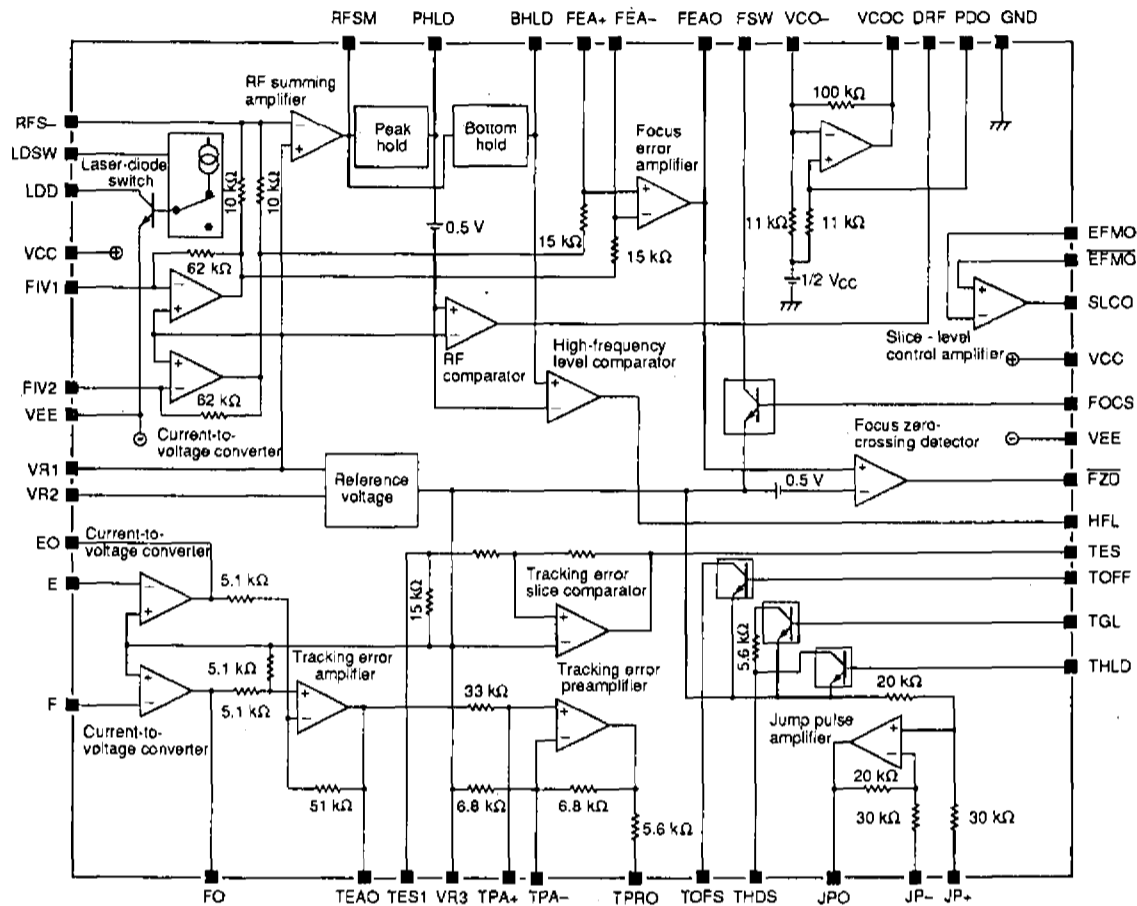 RFSM PHLD BHLD FEA+ FEA- FEAO FSW VCO- VCOC DRF PDO GND
RF summing
amplifier
100 kΩ
RFS-
LDSW
Laser-diode
switch
LDD
Peak
hold
Bottom
hold
Focus
error
amplifier
10 kΩ
10 kΩ
0.5 V
15 kΩ
15 kΩ
11 kΩ
11 kΩ
1/2 VCC
VCC
62 kΩ
FIV1
EFMO
EFMO
SLCO
Slice - level
control amplifier
RF
comparator
High-frequency
level comparator
VCC
FIV2
62 kΩ
VEE
Current-to-
voltage converter
FOCS
Focus zero-
crossing detector
VEE
VR1
VR2
Reference
voltage
0.5 V
FZD
HFL
EO
Current-to-
voltage converter
TES
E
5.1 kΩ
15 kΩ
Tracking error
slice comparator
TOFF
TGL
5.6 kΩ
5.1 kΩ
Tracking error
amplifier
Tracking error
preamplifier
THLD
F
5.1 kΩ
33 kΩ
20 kΩ
Current-to-
voltage converter
Jump pulse
amplifier
20 kΩ
51 kΩ
6.8 kΩ
6.8 kΩ
5.6 kΩ
30 kΩ
30 kΩ
FO TEAO TES1 VR3 TPA+ TPA- TPRO TOFS THDS JPO JP- JP+